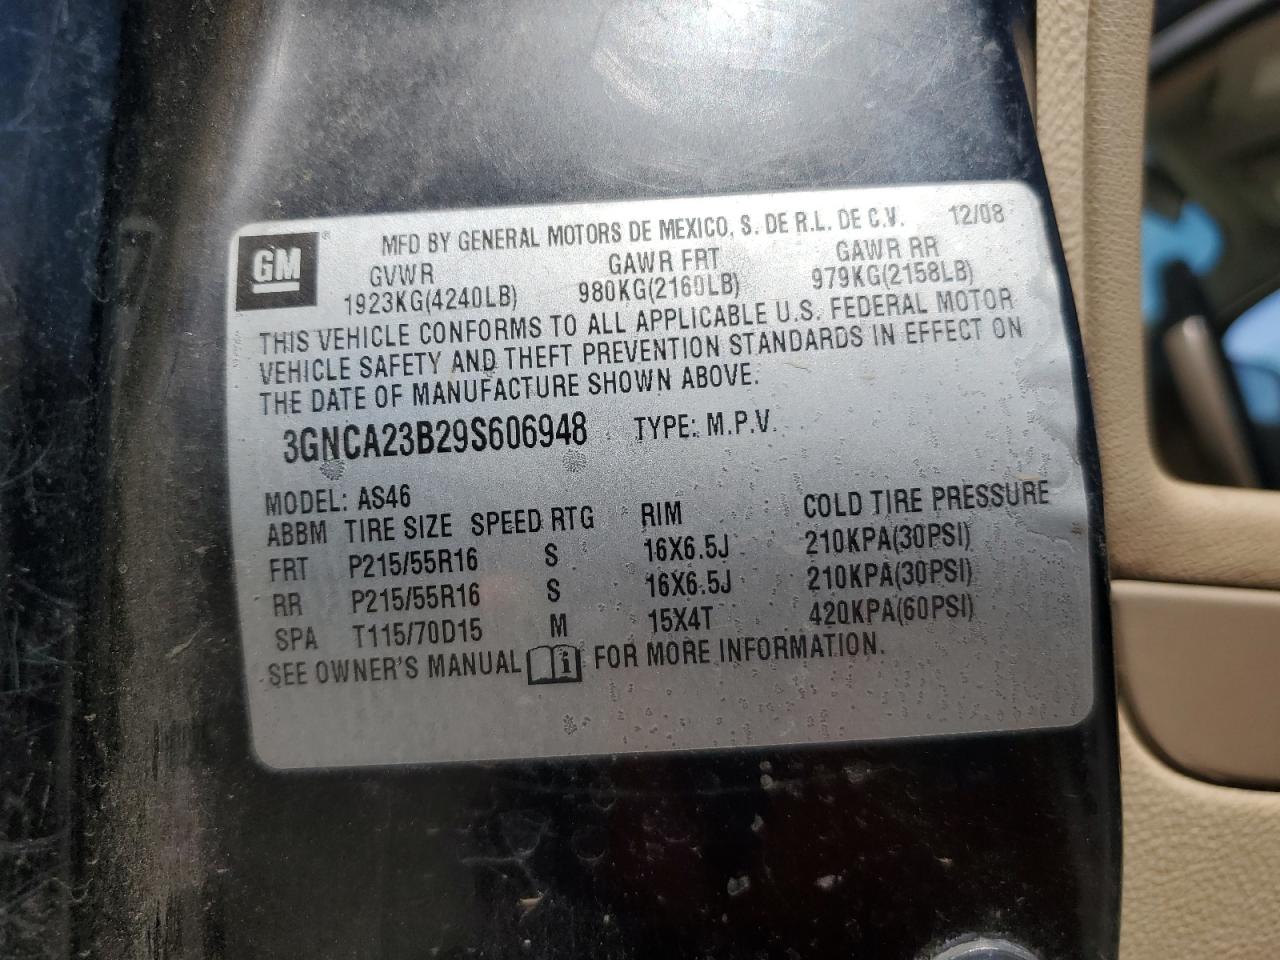 GM ®
MFD BY GENERAL MOTORS DE MEXICO, S. DE R.L. DE C.V. 12/08
GVWR GAWR FRT GAWR RR
1923KG(4240LB) 980KG(2160LB) 979KG(2158LB)
THIS VEHICLE CONFORMS TO ALL APPLICABLE U.S. FEDERAL MOTOR
VEHICLE SAFETY AND THEFT PREVENTION STANDARDS IN EFFECT ON
THE DATE OF MANUFACTURE SHOWN ABOVE.
3GNCA23B29S606948 TYPE: M.P.V.
MODEL: AS46
ABBM TIRE SIZE SPEED RTG RIM COLD TIRE PRESSURE
FRT P215/55R16 S 16X6.5J 210KPA(30PSI)
RR P215/55R16 S 16X6.5J 210KPA(30PSI)
SPA T115/70D15 M 15X4T 420KPA(60PSI)
SEE OWNER'S MANUAL i FOR MORE INFORMATION.